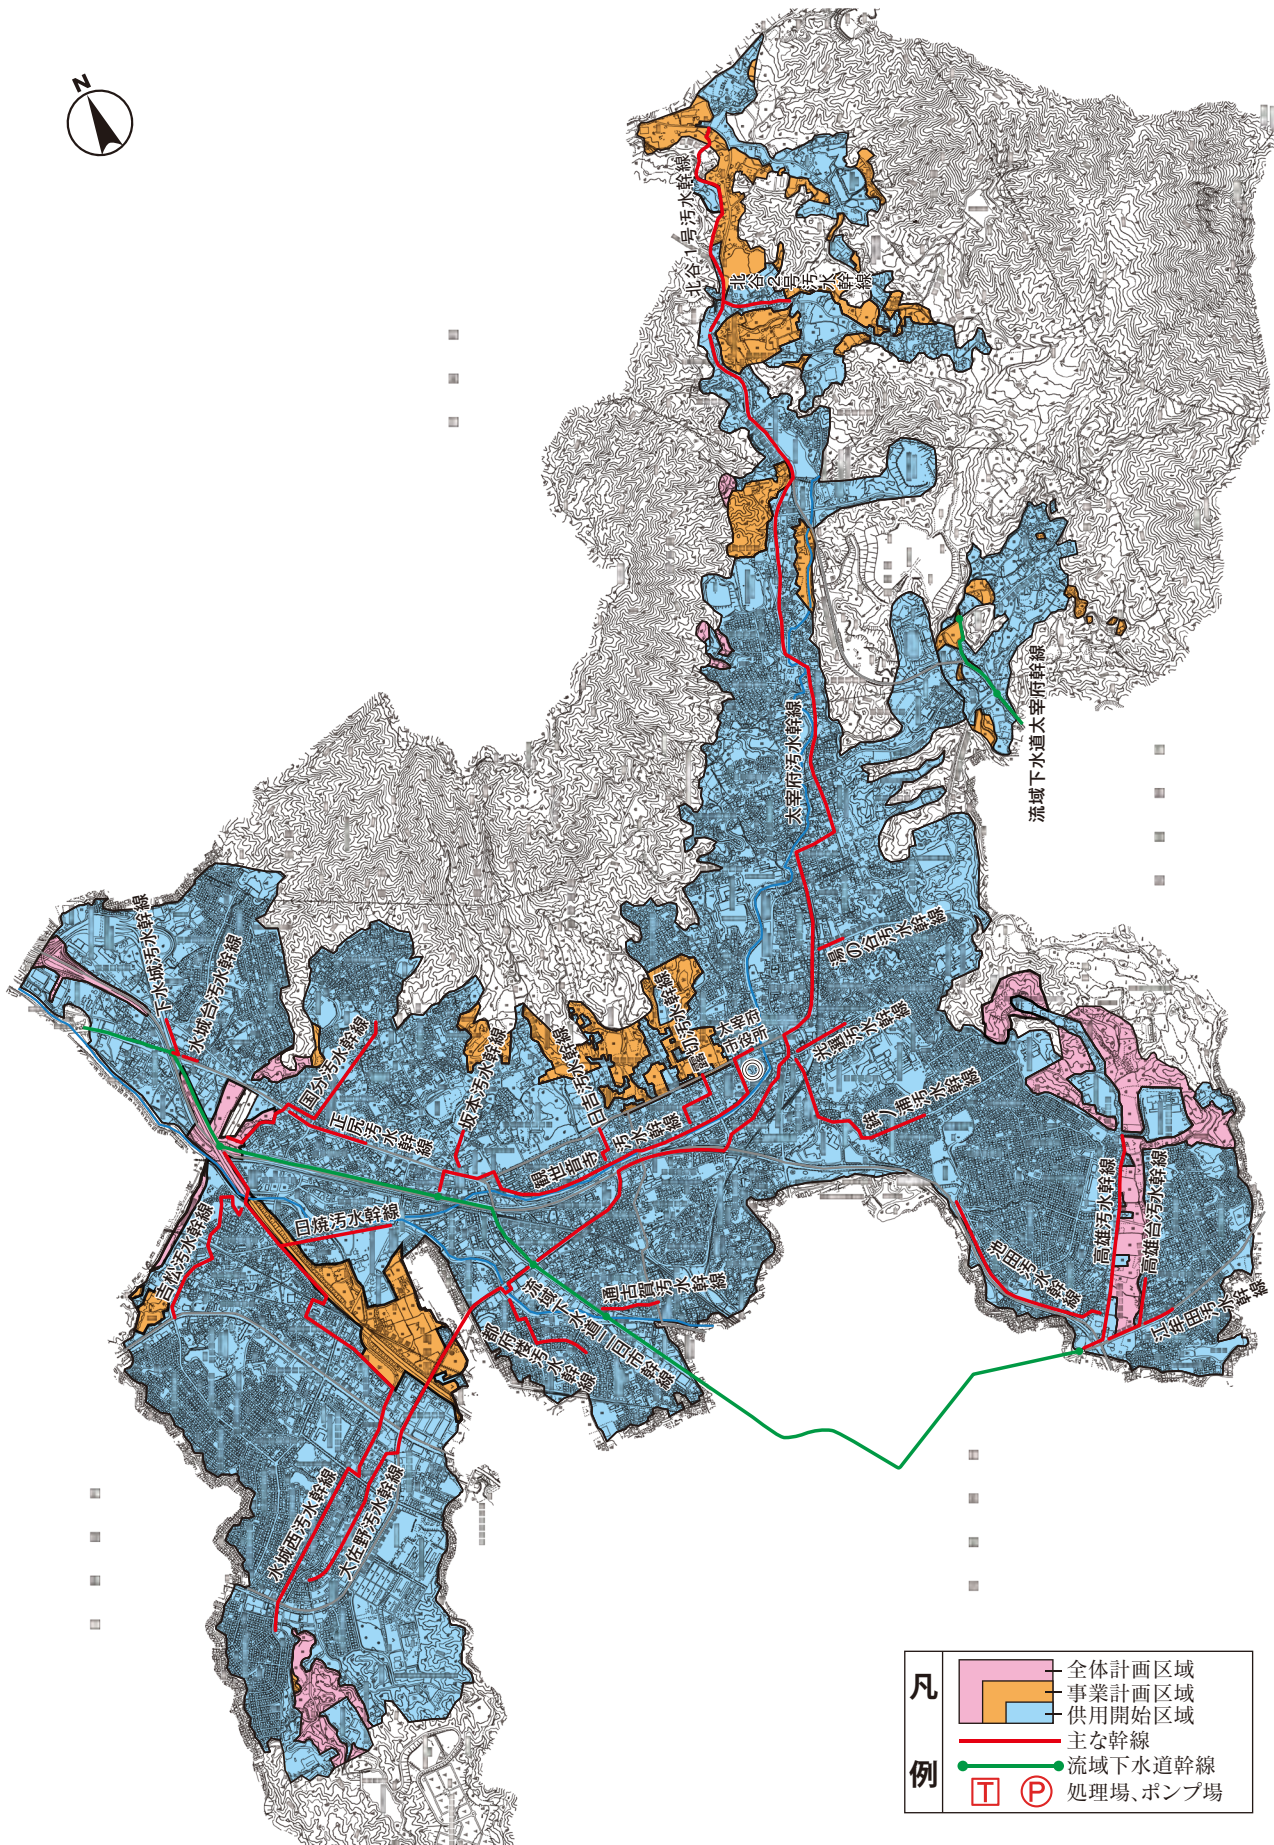 N
北谷1号汚水幹線
北谷2号汚水幹線
流域下水道太宰府幹線
太宰府汚水幹線
湯の谷汚水幹線
下水城汚水幹線
水城台汚水幹線
国分汚水幹線
正尻汚水幹線
坂本汚水幹線
日吉汚水幹線
太宰府
市役所
観世音寺
汚水幹線
日焼汚水幹線
吉松汚水幹線
鉾ノ浦汚水幹線
高雄汚水幹線
高雄台汚水幹線
池田汚水幹線
江牟田汚水幹線
通古賀汚水幹線
流域下水道二日市幹線
都府楼汚水幹線
水城西汚水幹線
大佐野汚水幹線
凡
例
全体計画区域
事業計画区域
供用開始区域
主な幹線
流域下水道幹線
T P 処理場、ポンプ場